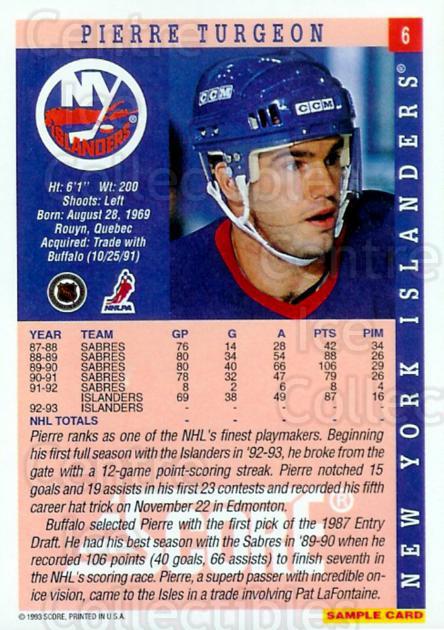 PIERRE TURGEON
6
NEW YORK ISLANDERS®
NY
ISLANDERS
CCM
CCM
Ht: 6'1" Wt: 200
Shoots: Left
Born: August 28, 1969
Rouyn, Quebec
Acquired: Trade with
Buffalo (10/25/91)
NHL
NHLPA
YEAR TEAM GP G A PTS PIM
87-88 SABRES 76 14 28 42 34
88-89 SABRES 80 34 54 88 26
89-90 SABRES 80 40 66 106 29
90-91 SABRES 78 32 47 79 26
91-92 SABRES 8 2 6 8 4
ISLANDERS 69 38 49 87 16
92-93 ISLANDERS - - - - -
NHL TOTALS - - - - -
Pierre ranks as one of the NHL's finest playmakers. Beginning
his first full season with the Islanders in '92-93, he broke from the
gate with a 12-game point-scoring streak. Pierre notched 15
goals and 19 assists in his first 23 contests and recorded his fifth
career hat trick on November 22 in Edmonton.
Buffalo selected Pierre with the first pick of the 1987 Entry
Draft. He had his best season with the Sabres in '89-90 when he
recorded 106 points (40 goals, 66 assists) to finish seventh in
the NHL's scoring race. Pierre, a superb passer with incredible on-
ice vision, came to the Isles in a trade involving Pat LaFontaine.
© 1993 SCORE, PRINTED IN U.S.A.
SAMPLE CARD